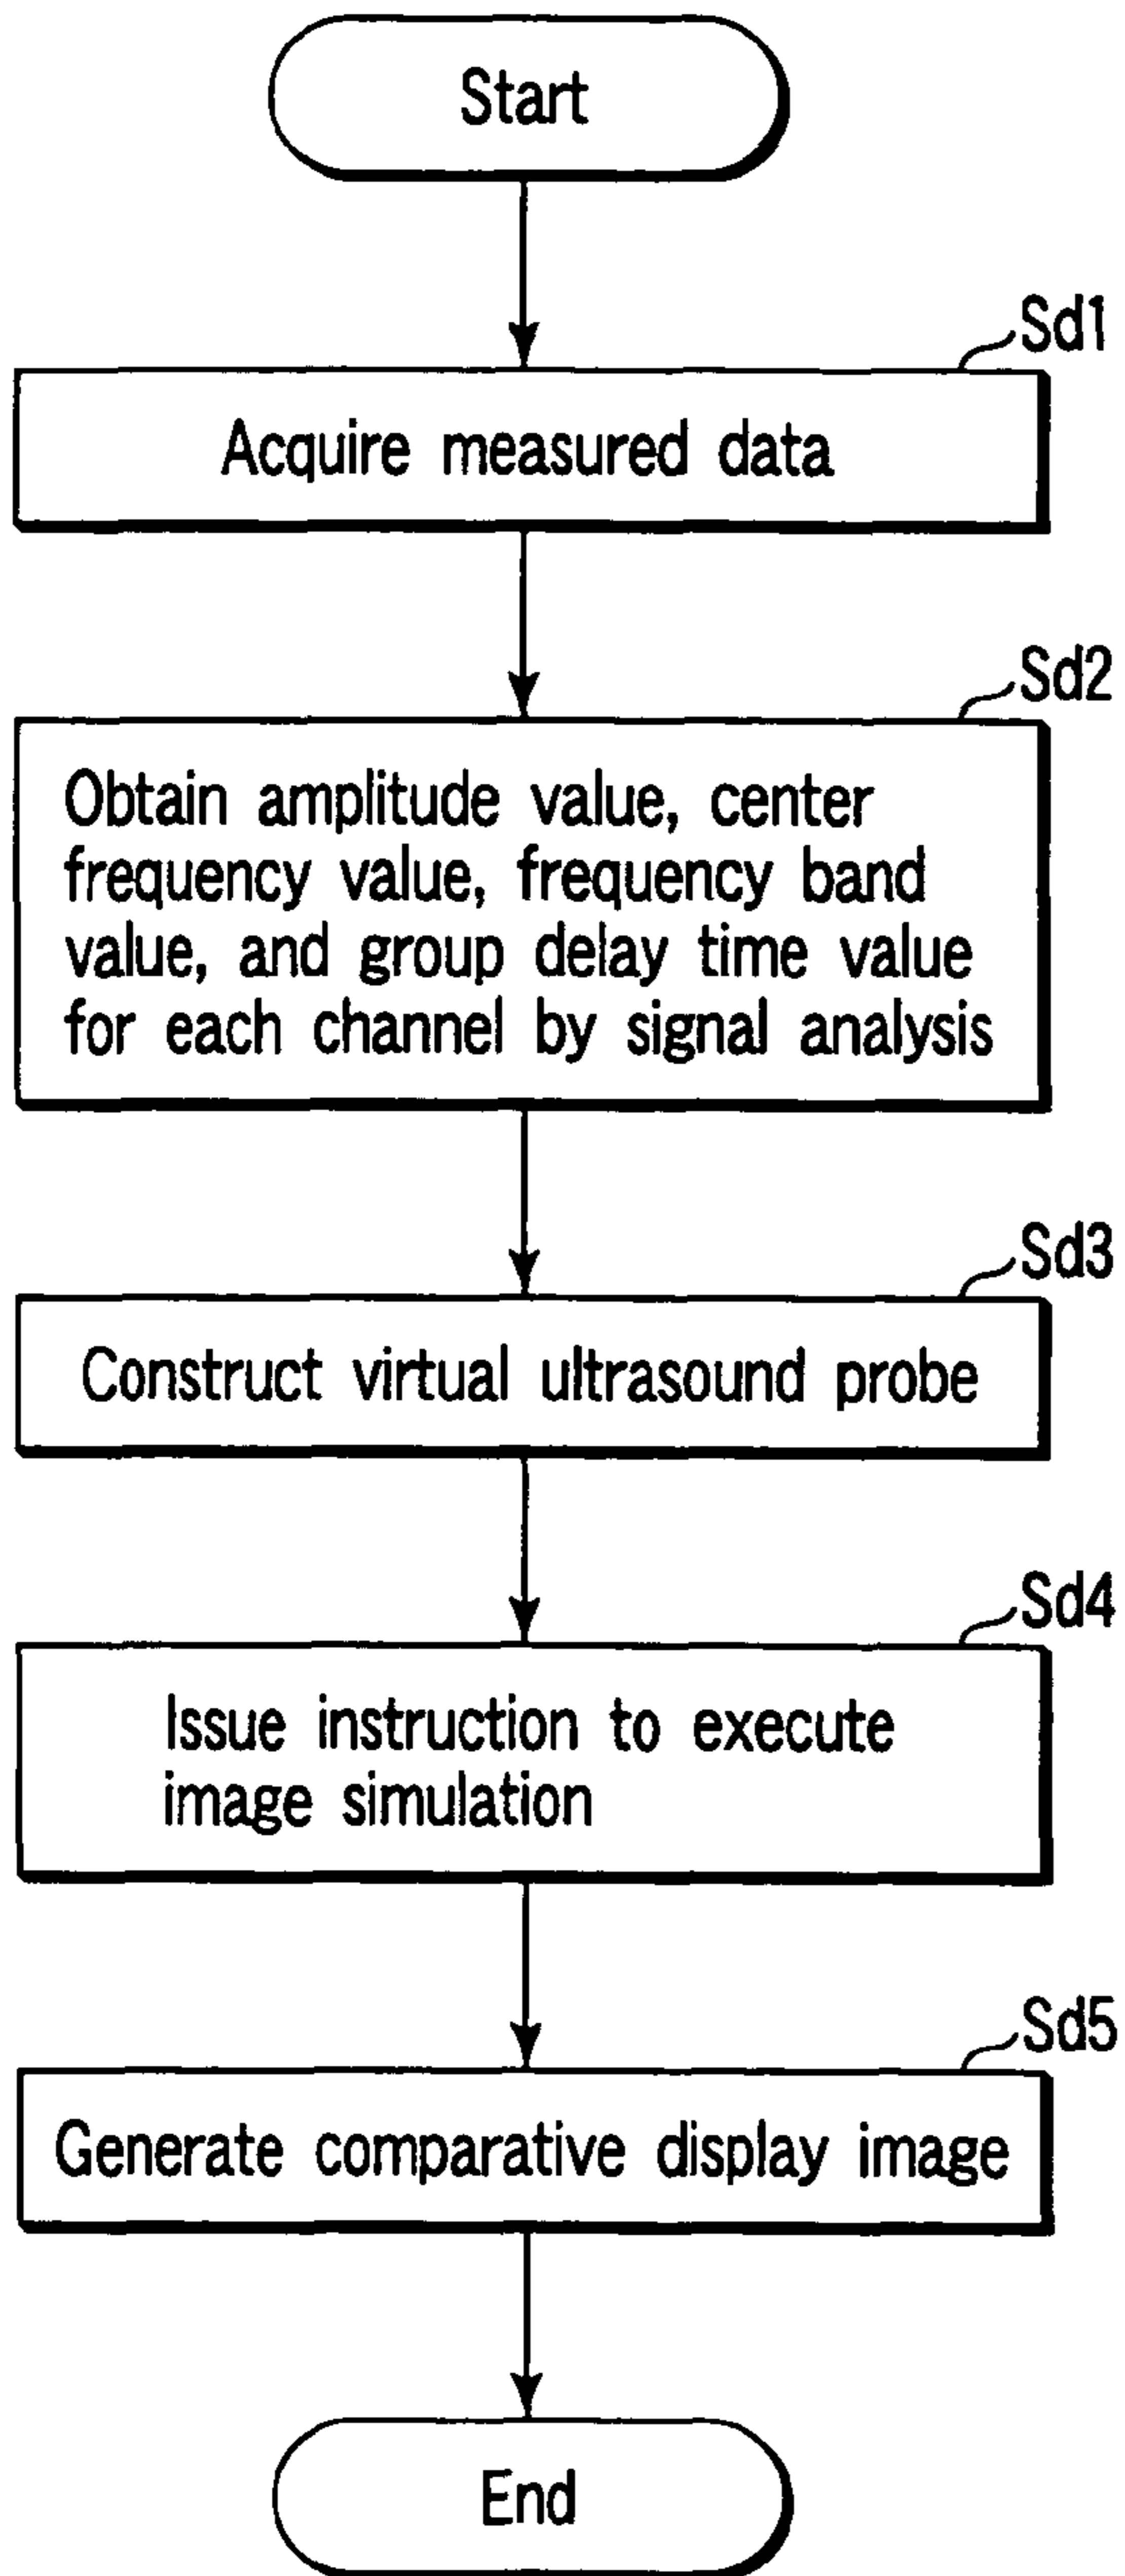 Start
Sd1
Acquire measured data
Sd2
Obtain amplitude value, center
frequency value, frequency band
value, and group delay time value
for each channel by signal analysis
Sd3
Construct virtual ultrasound probe
Sd4
Issue instruction to execute
image simulation
Sd5
Generate comparative display image
End